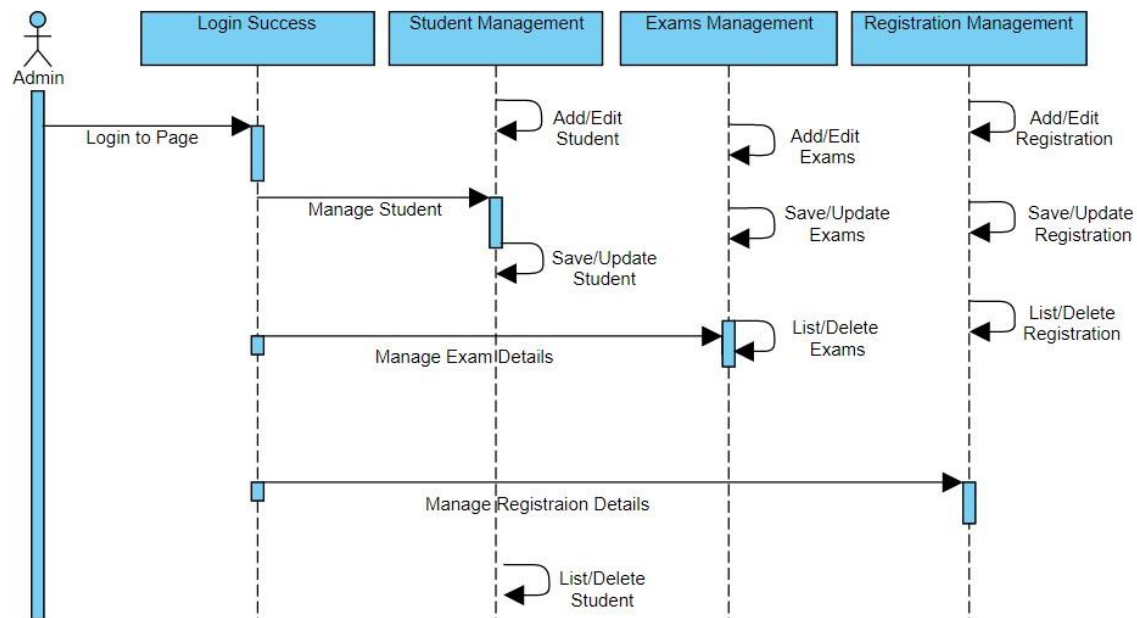 Login Success
Student Management
Exams Management
Registration Management
Admin
Login to Page
Add/Edit
Student
Add/Edit
Exams
Add/Edit
Registration
Manage Student
Save/Update
Student
Save/Update
Exams
Save/Update
Registration
Manage Exam Details
List/Delete
Exams
List/Delete
Registration
Manage Registraion Details
List/Delete
Student